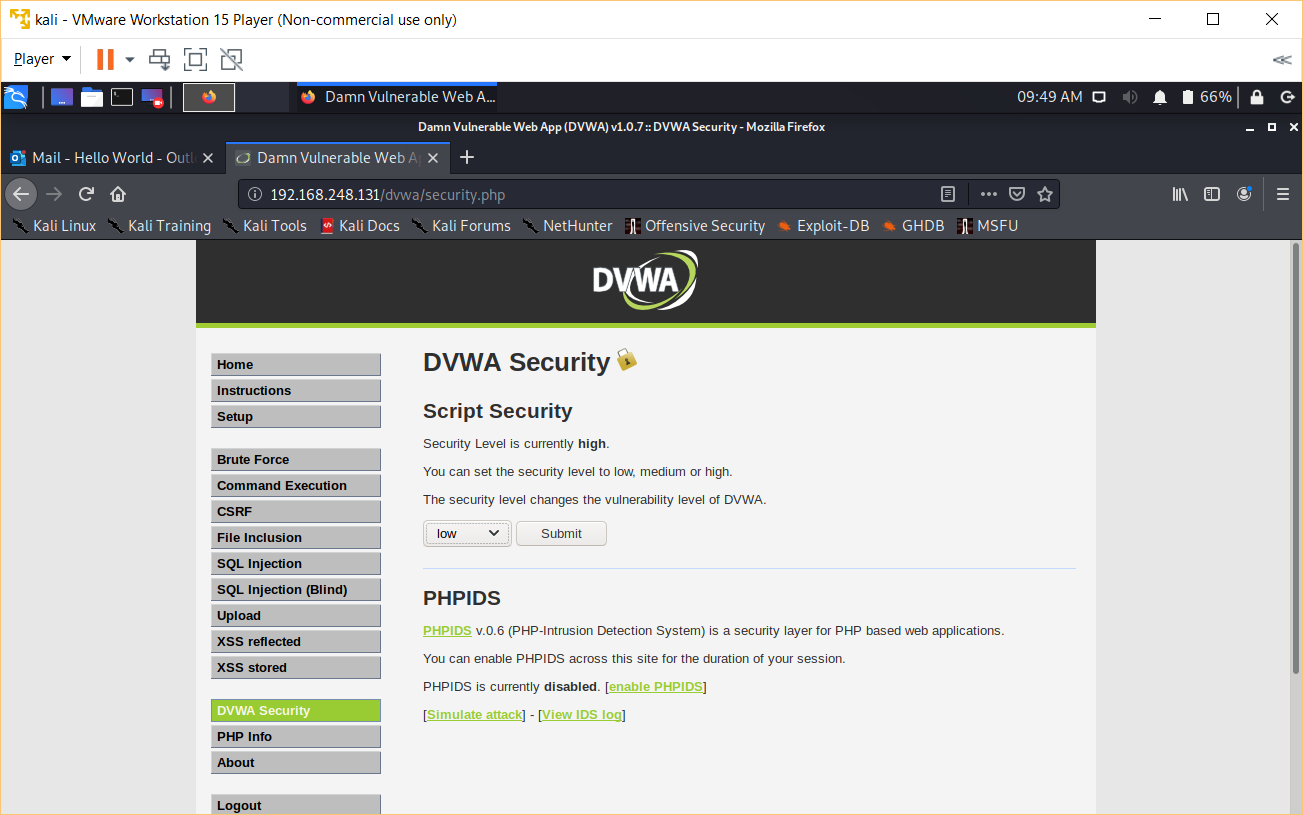 kali - VMware Workstation 15 Player (Non-commercial use only)
Player
Damn Vulnerable Web A... 09:49 AM 66%
Damn Vulnerable Web App (DVWA) v1.0.7 :: DVWA Security - Mozilla Firefox
Mail - Hello World - Outl Damn Vulnerable Web Ap
192.168.248.131/dvwa/security.php
Kali Linux Kali Training Kali Tools Kali Docs Kali Forums NetHunter Offensive Security Exploit-DB GHDB MSFU
DVWA
Home
Instructions
Setup
Brute Force
Command Execution
CSRF
File Inclusion
SQL Injection
SQL Injection (Blind)
Upload
XSS reflected
XSS stored
DVWA Security
PHP Info
About
Logout
DVWA Security
Script Security
Security Level is currently high.
You can set the security level to low, medium or high.
The security level changes the vulnerability level of DVWA.
low Submit
PHPIDS
PHPIDS v.0.6 (PHP-Intrusion Detection System) is a security layer for PHP based web applications.
You can enable PHPIDS across this site for the duration of your session.
PHPIDS is currently disabled. [enable PHPIDS]
[Simulate attack] - [View IDS log]